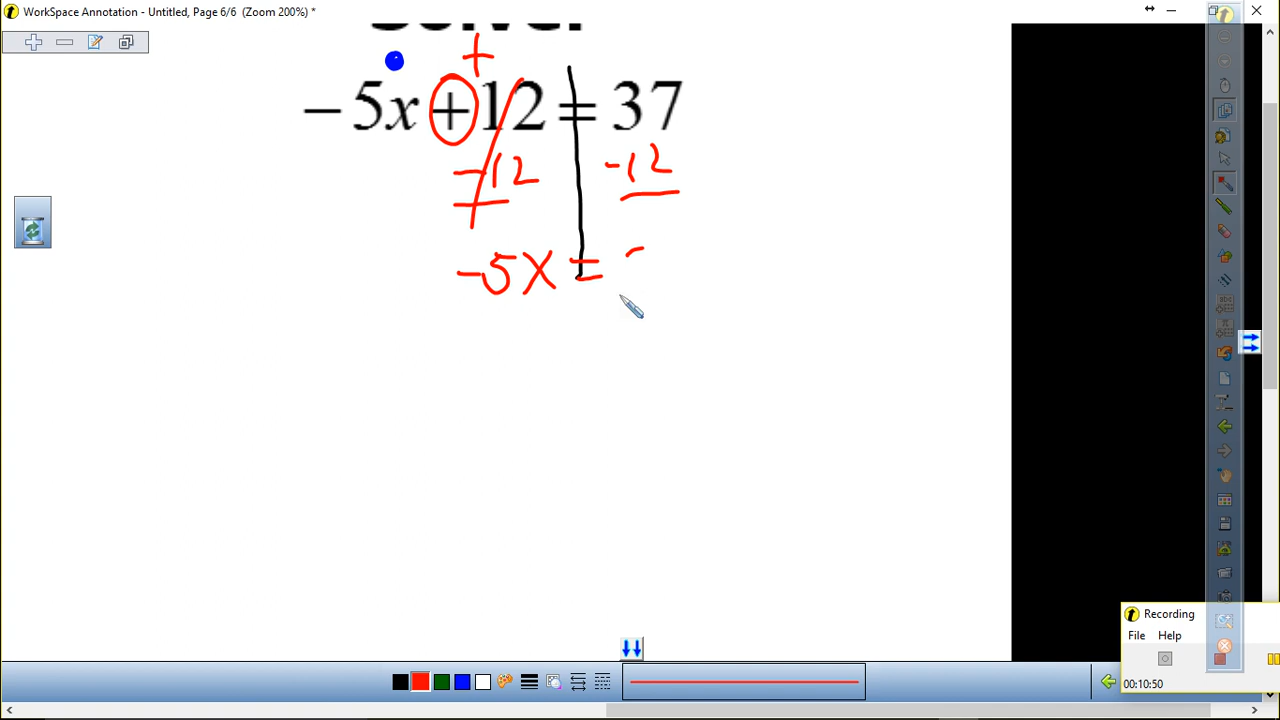 WorkSpace Annotation - Untitled, Page 6/6 (Zoom 200%) *
+
−5x+12=37
-12 -12
-5x =
Recording
File Help
00:10:50